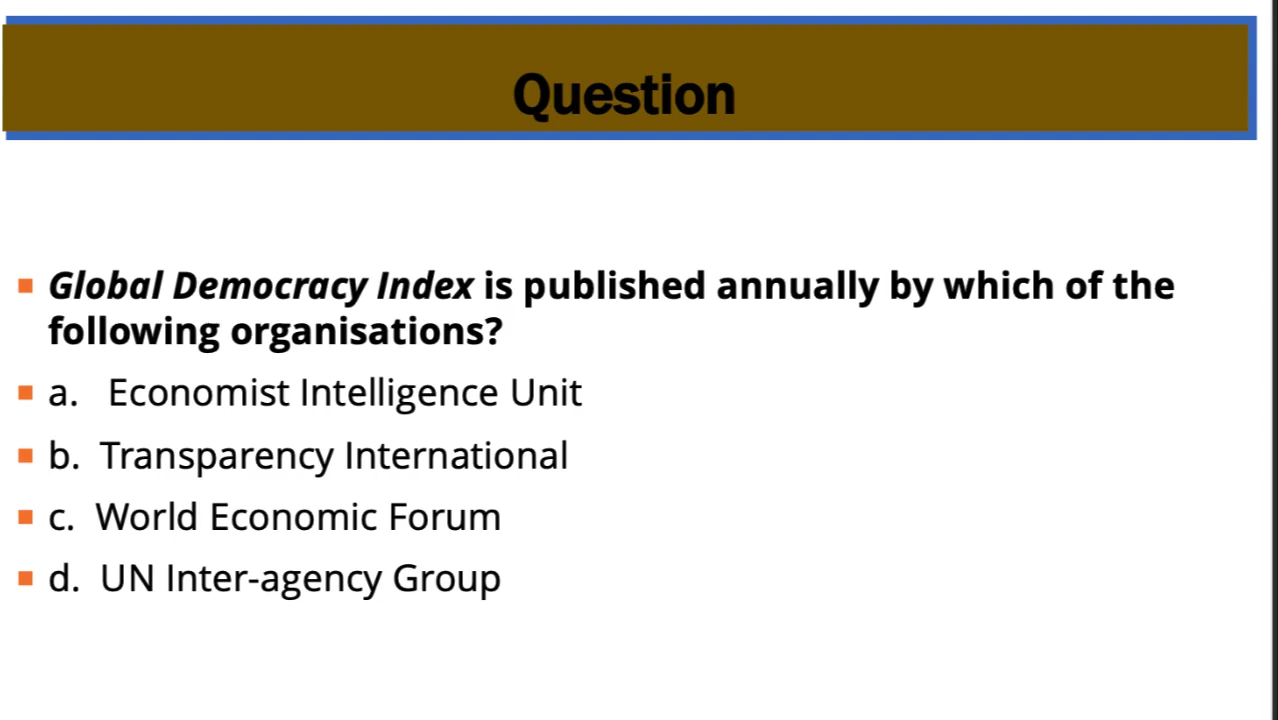 Question
Global Democracy Index is published annually by which of the
following organisations?
a. Economist Intelligence Unit
b. Transparency International
c. World Economic Forum
d. UN Inter-agency Group